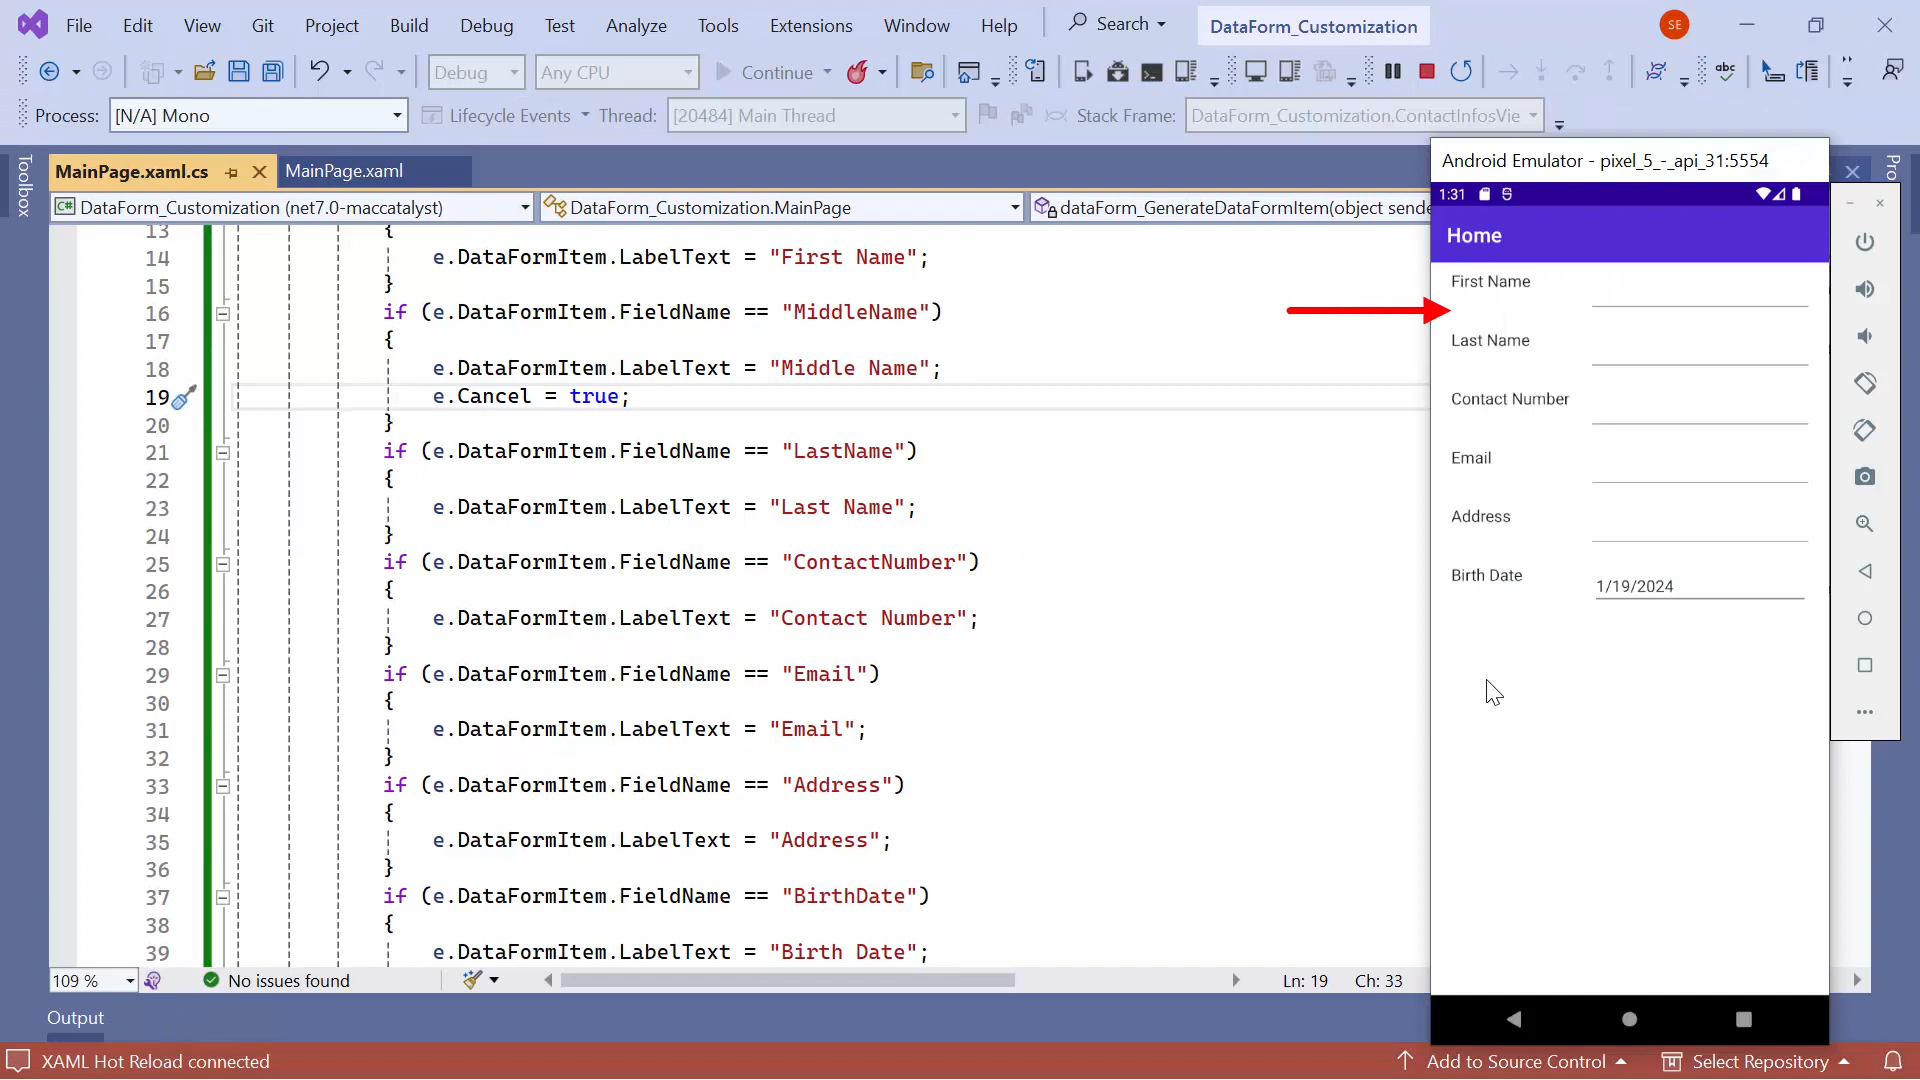 File Edit View Git Project Build Debug Test Analyze Tools Extensions Window Help Search DataForm_Customization SE
Debug Any CPU Continue abc
Process: [N/A] Mono Lifecycle Events Thread: [20484] Main Thread Stack Frame: DataForm_Customization.ContactInfosVie
Toolbox
MainPage.xaml.cs MainPage.xaml
DataForm_Customization (net7.0-maccatalyst) DataForm_Customization.MainPage dataForm_GenerateDataFormItem(object sende
13 {
14 e.DataFormItem.LabelText = "First Name";
15 }
16 if (e.DataFormItem.FieldName == "MiddleName")
17 {
18 e.DataFormItem.LabelText = "Middle Name";
19 e.Cancel = true;
20 }
21 if (e.DataFormItem.FieldName == "LastName")
22 {
23 e.DataFormItem.LabelText = "Last Name";
24 }
25 if (e.DataFormItem.FieldName == "ContactNumber")
26 {
27 e.DataFormItem.LabelText = "Contact Number";
28 }
29 if (e.DataFormItem.FieldName == "Email")
30 {
31 e.DataFormItem.LabelText = "Email";
32 }
33 if (e.DataFormItem.FieldName == "Address")
34 {
35 e.DataFormItem.LabelText = "Address";
36 }
37 if (e.DataFormItem.FieldName == "BirthDate")
38 {
39 e.DataFormItem.LabelText = "Birth Date";
109 % No issues found Ln: 19 Ch: 33
Output
XAML Hot Reload connected Add to Source Control Select Repository
Android Emulator - pixel_5_-_api_31:5554
1:31
Home
First Name
Last Name
Contact Number
Email
Address
Birth Date 1/19/2024
Pro